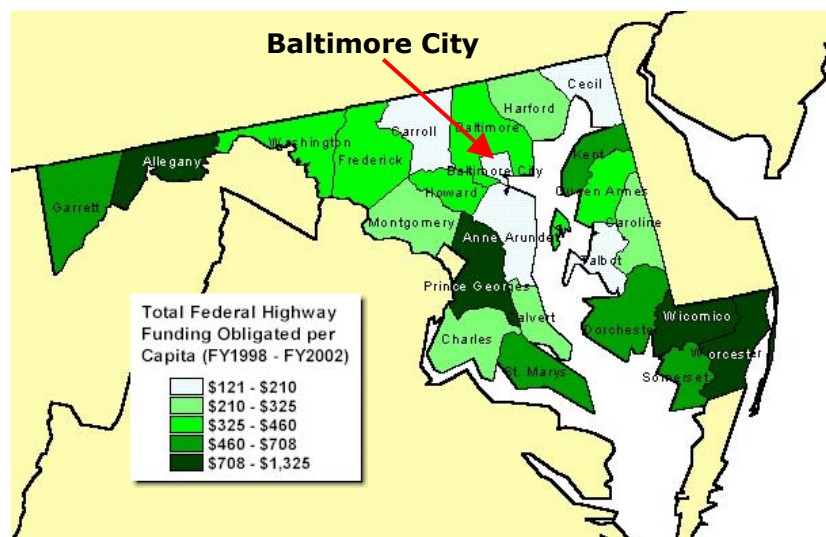 Baltimore City
Cecil
Harford
Carroll
Baltimore
Washington
Allegany
Frederick
Kent
Baltimore City
Garrett
Howard
Queen Annes
Montgomery
Caroline
Anne Arundel
Talbot
Prince Georges
Calvert
Wicomico
Dorchester
Charles
Worcester
St. Marys
Somerset
Total Federal Highway
Funding Obligated per
Capita (FY1998 - FY2002)
$121 - $210
$210 - $325
$325 - $460
$460 - $708
$708 - $1,325